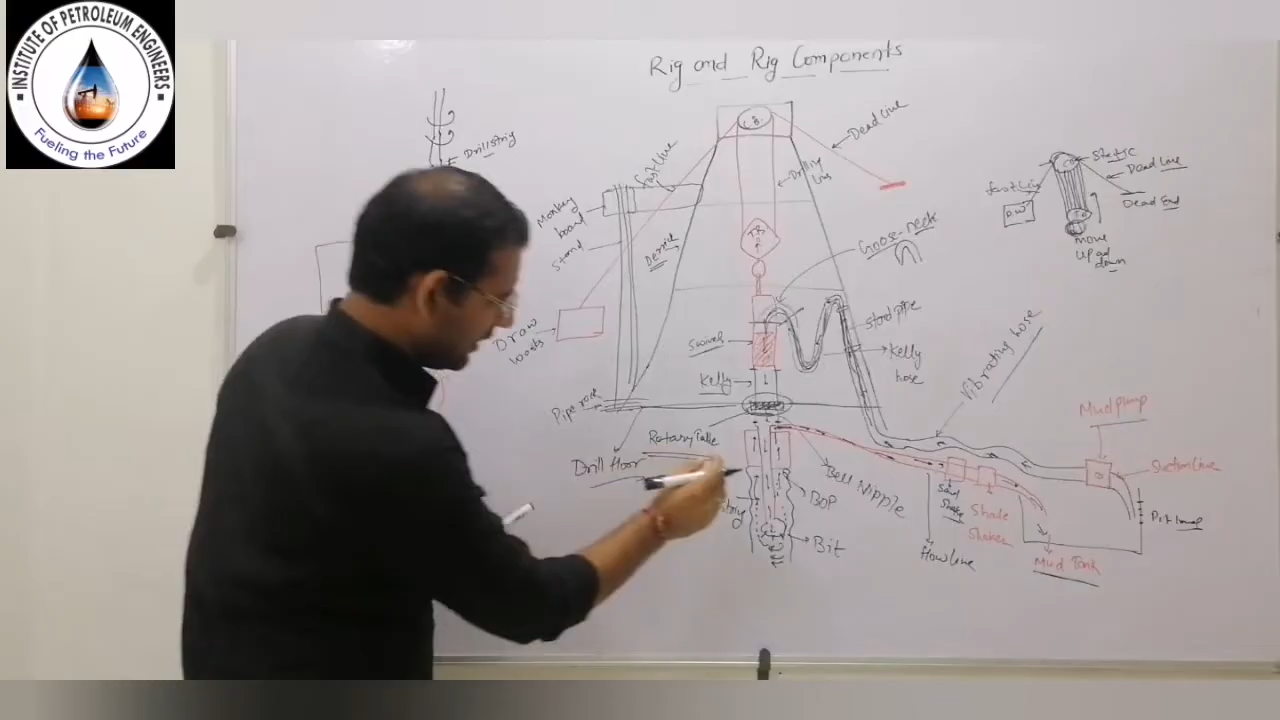 INSTITUTE OF PETROLEUM ENGINEERS
Fueling the Future
Rig and Rig Components
Drillstrig
C.B.
Dead Line
Drilling
Line
fast Line
Monkey
board
stand
Derrick
T.B.
Goose-neck
Draw
works
Swivel
Kelly
stand pipe
Kelly
hose
Vibrating hose
Pipe rack
Rotary Table
Drill floor
Bell Nipple
BOP
Bit
Shale
Shaker
flow line
Mud Tank
Mud pump
Suction Line
static
Dead Line
fast Line
D.W
Dead End
T.B
move
up and
down